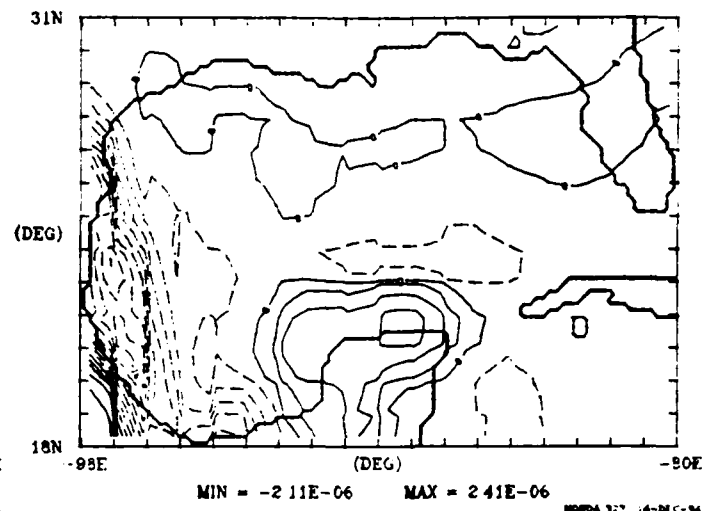 31N
(DEG)
18N
-98E
(DEG)
-80E
MIN = -2 11E-06 MAX = 2 41E-06